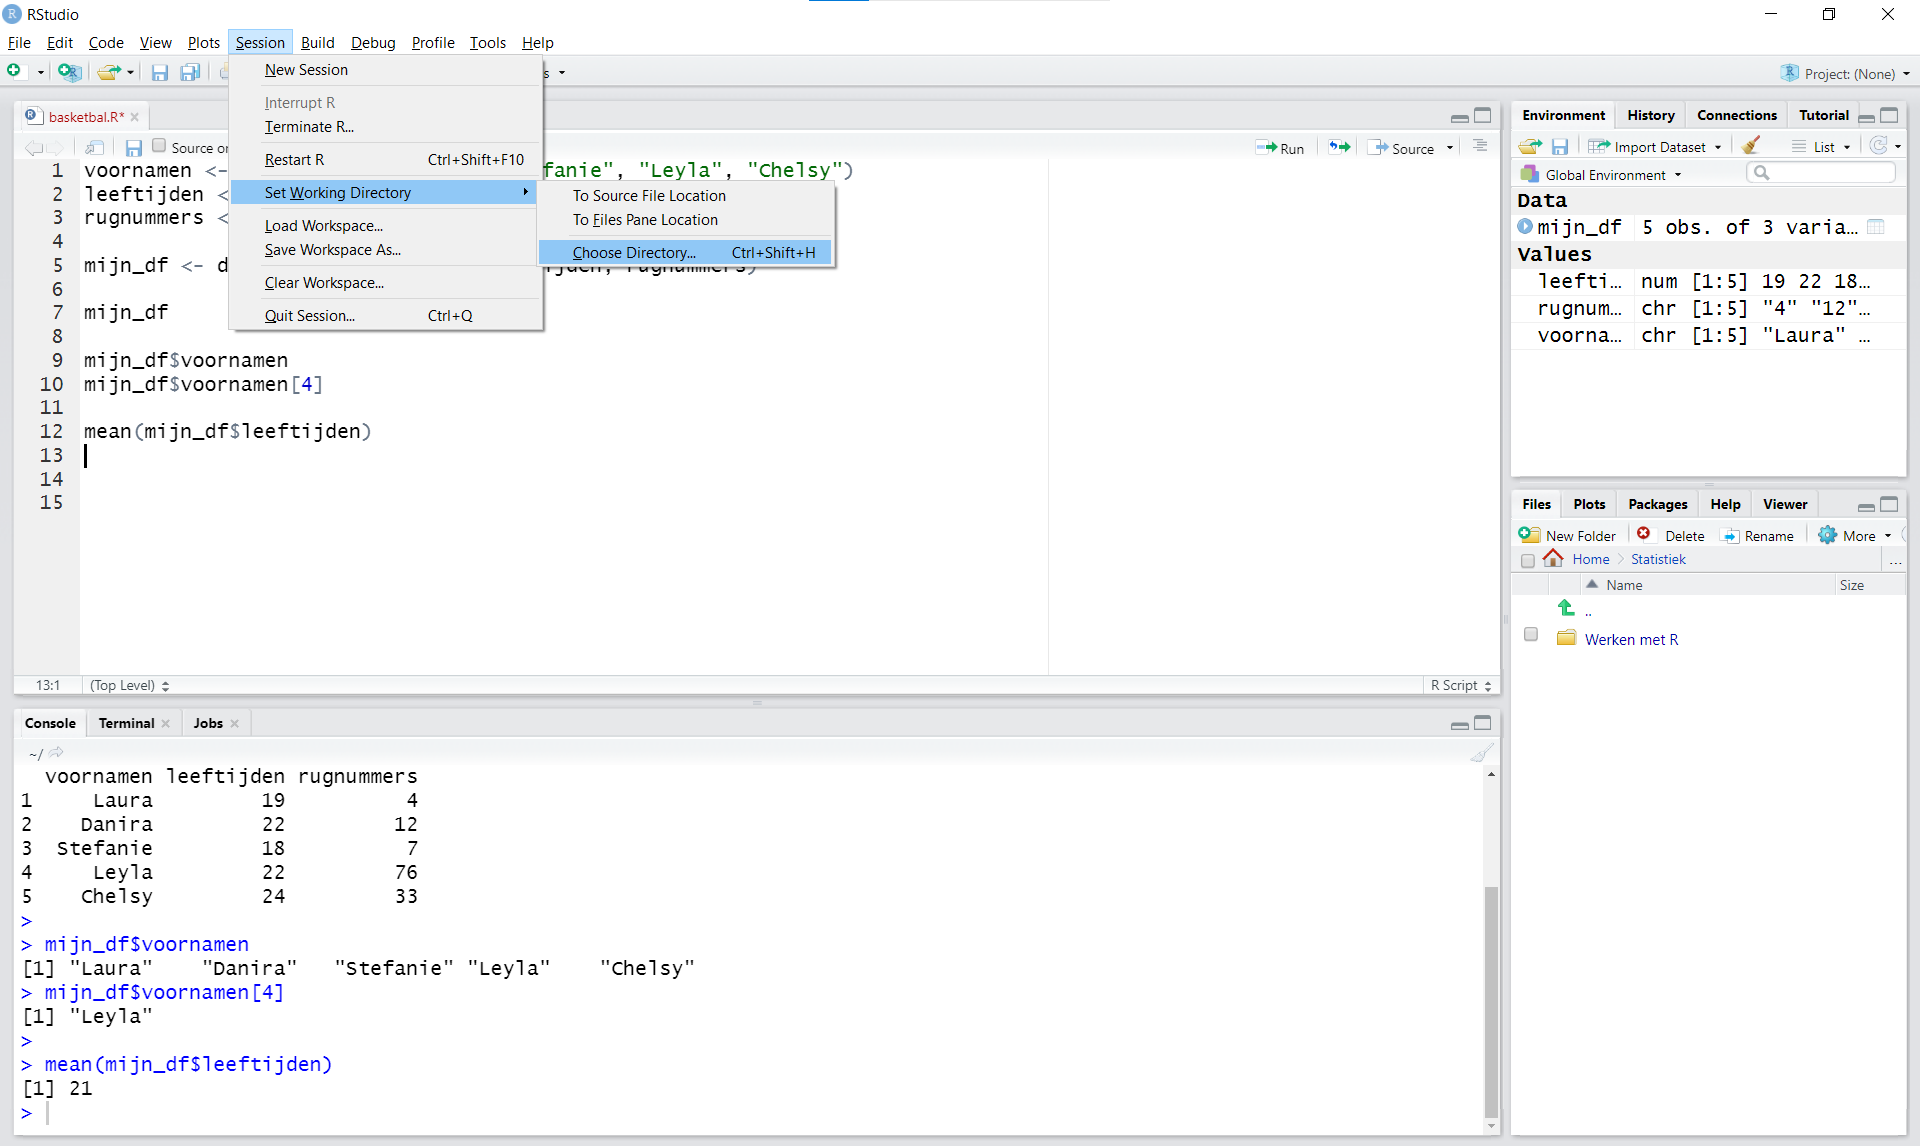 RStudio
File Edit Code View Plots Session Build Debug Profile Tools Help
Project: (None)
New Session
Interrupt R
Terminate R...
Restart R Ctrl+Shift+F10
Set Working Directory
Load Workspace...
Save Workspace As...
Clear Workspace...
Quit Session... Ctrl+Q
To Source File Location
To Files Pane Location
Choose Directory... Ctrl+Shift+H
basketbal.R*
Source Run Source
1 voornamen <- fanie", "Leyla", "Chelsy")
2 leeftijden <
3 rugnummers <
4
5 mijn_df <- d rugnummers)
6
7 mijn_df
8
9 mijn_df$voornamen
10 mijn_df$voornamen[4]
11
12 mean(mijn_df$leeftijden)
13
14
15
13:1 (Top Level) R Script
Console Terminal Jobs
~/
voornamen leeftijden rugnummers
1 Laura 19 4
2 Danira 22 12
3 Stefanie 18 7
4 Leyla 22 76
5 Chelsy 24 33
>
> mijn_df$voornamen
[1] "Laura" "Danira" "Stefanie" "Leyla" "Chelsy"
> mijn_df$voornamen[4]
[1] "Leyla"
>
> mean(mijn_df$leeftijden)
[1] 21
>
Environment History Connections Tutorial
Import Dataset List
Global Environment
Data
mijn_df 5 obs. of 3 varia...
Values
leefti... num [1:5] 19 22 18...
rugnum... chr [1:5] "4" "12"...
voorna... chr [1:5] "Laura" ...
Files Plots Packages Help Viewer
New Folder Delete Rename More
Home Statistiek ...
Name Size
..
Werken met R